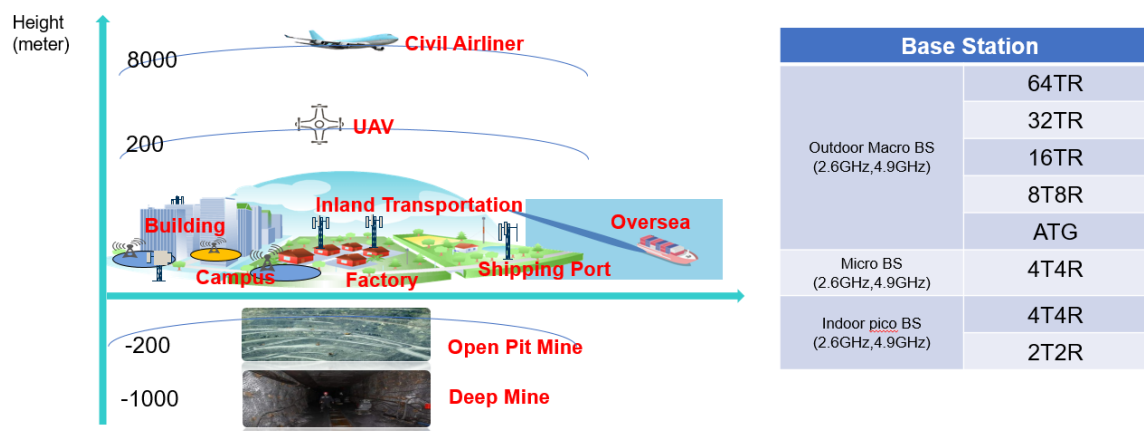 Height
(meter)
8000
Civil Airliner
200
UAV
Building
Inland Transportation
Oversea
Campus
Factory
Shipping Port
-200
Open Pit Mine
-1000
Deep Mine
Base Station
Outdoor Macro BS
(2.6GHz,4.9GHz)
64TR
32TR
16TR
8T8R
ATG
Micro BS
(2.6GHz,4.9GHz)
4T4R
Indoor pico BS
(2.6GHz,4.9GHz)
4T4R
2T2R